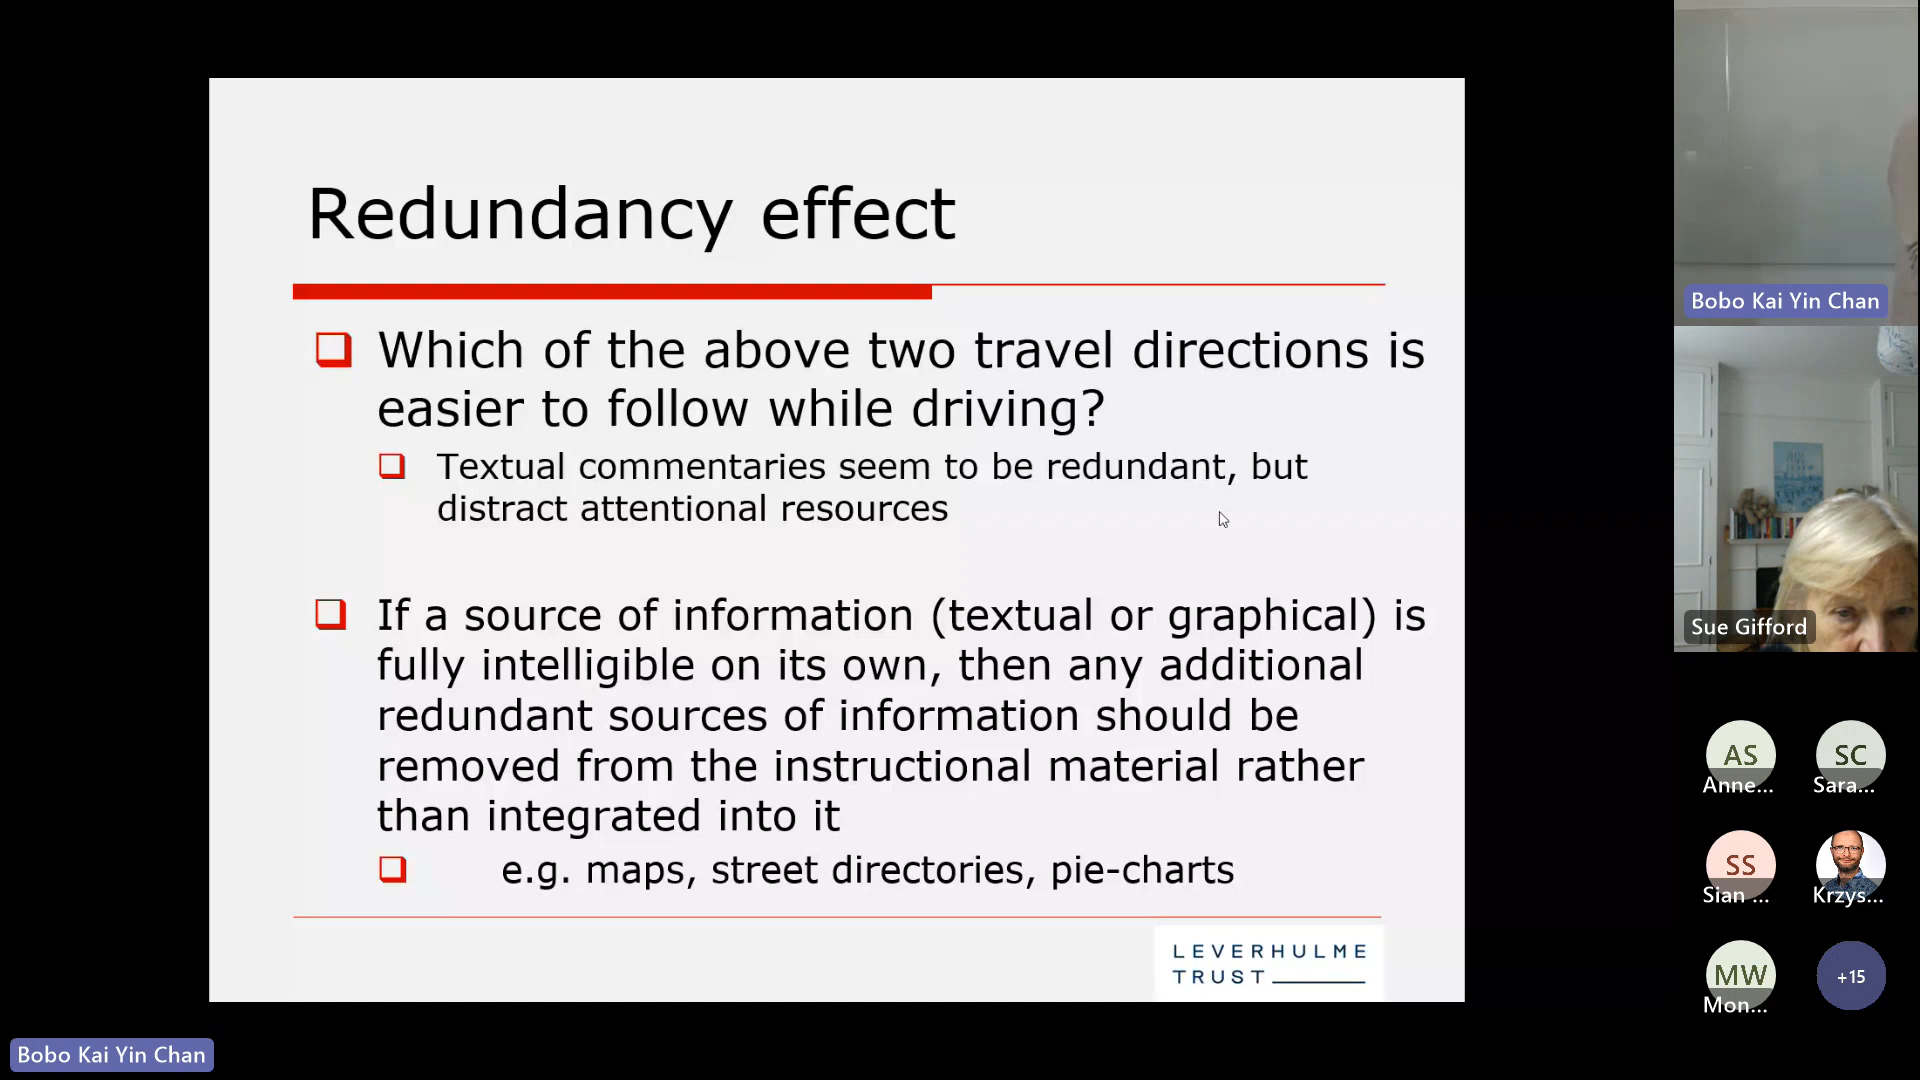 Redundancy effect
Which of the above two travel directions is
easier to follow while driving?
Textual commentaries seem to be redundant, but
distract attentional resources
If a source of information (textual or graphical) is
fully intelligible on its own, then any additional
redundant sources of information should be
removed from the instructional material rather
than integrated into it
e.g. maps, street directories, pie-charts
LEVERHULME
TRUST
Bobo Kai Yin Chan
Bobo Kai Yin Chan
Sue Gifford
AS
Anne...
SC
Sara...
SS
Sian ...
Krzys...
MW
Mon...
+15